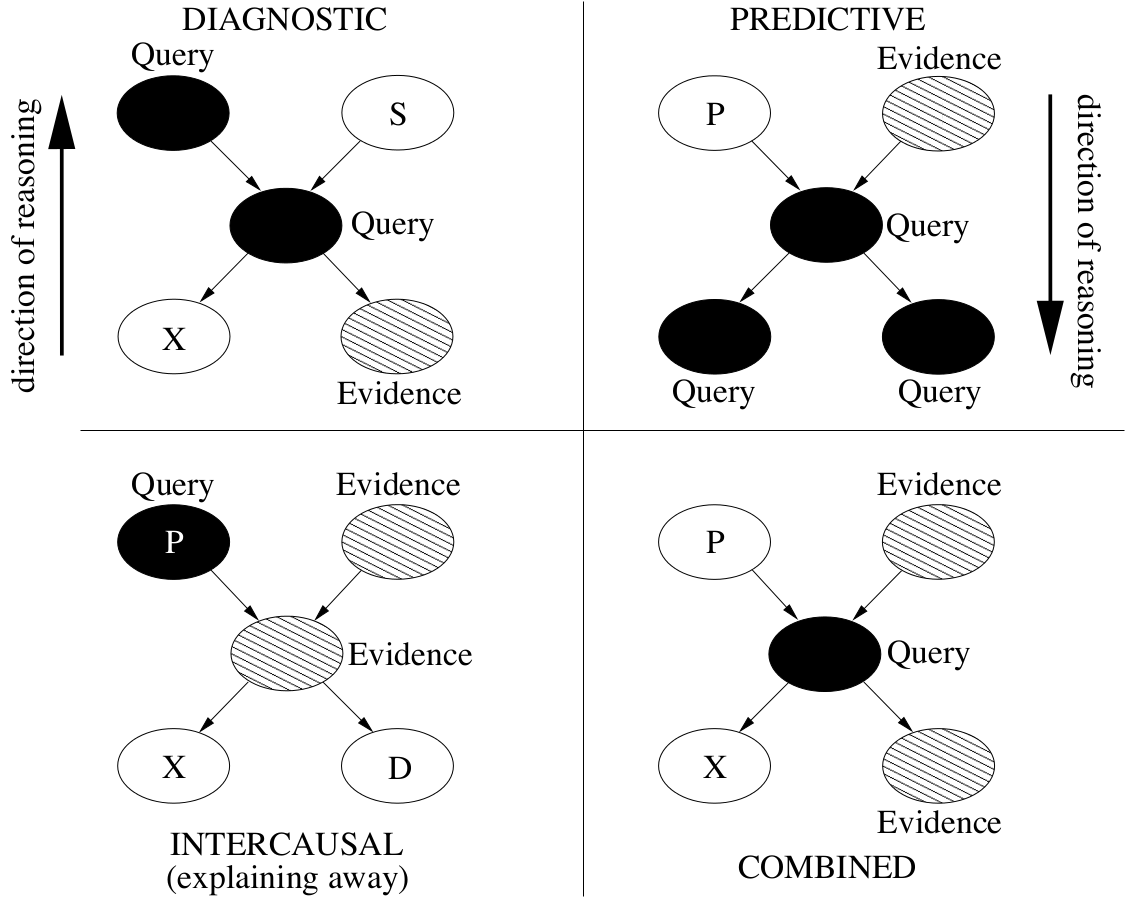 DIAGNOSTIC
Query
S
Query
X
Evidence
direction of reasoning
PREDICTIVE
Evidence
P
Query
Query
Query
direction of reasoning
Query
Evidence
P
Evidence
X
D
INTERCAUSAL
(explaining away)
Evidence
P
Query
X
Evidence
COMBINED